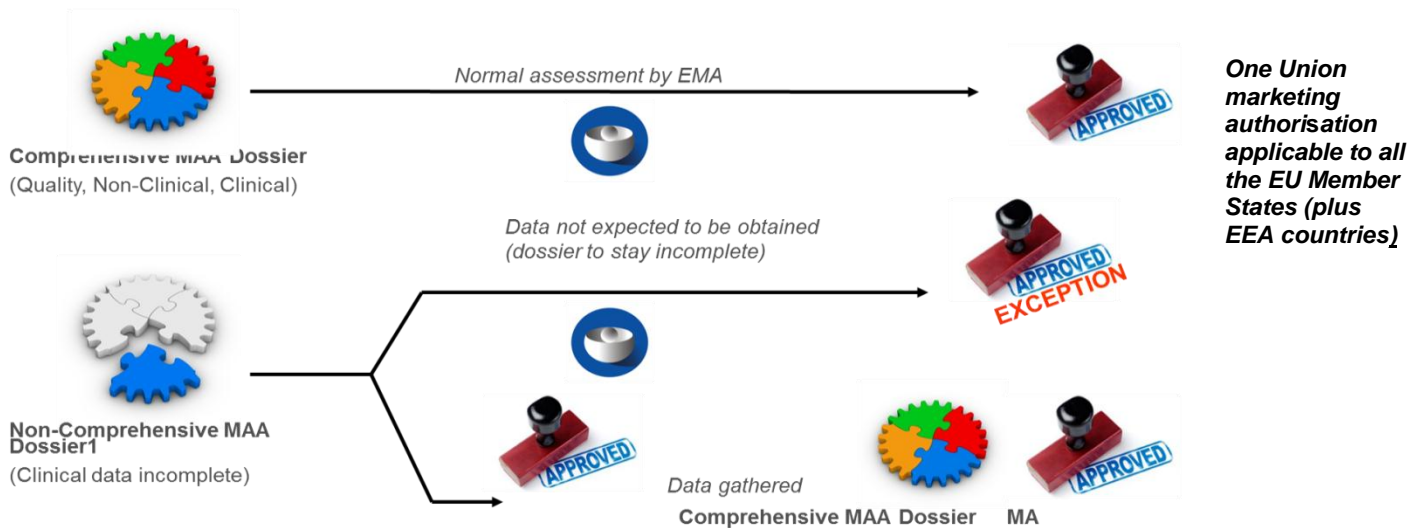 Normal assessment by EMA
APPROVED
One Union
marketing
authorisation
applicable to all
the EU Member
States (plus
EEA countries)
Comprehensive MAA Dossier
(Quality, Non-Clinical, Clinical)
Data not expected to be obtained
(dossier to stay incomplete)
APPROVED
EXCEPTION
Non-Comprehensive MAA
Dossier1
(Clinical data incomplete)
APPROVED
APPROVED
Data gathered
Comprehensive MAA Dossier MA